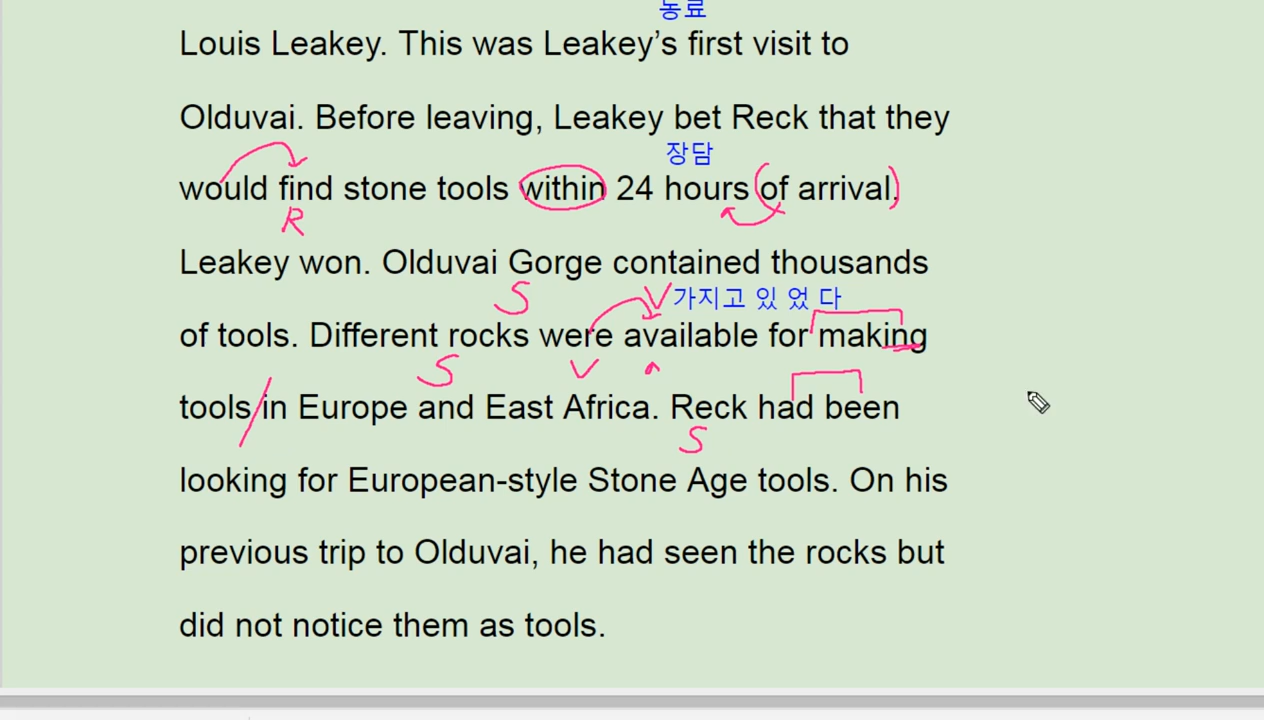 동료
Louis Leakey. This was Leakey's first visit to
Olduvai. Before leaving, Leakey bet Reck that they
장담
would find stone tools within 24 hours (of arrival.)
R
Leakey won. Olduvai Gorge contained thousands
S V 가지고 있 었 다
of tools. Different rocks were available for making
S V
tools/in Europe and East Africa. Reck had been
S
looking for European-style Stone Age tools. On his
previous trip to Olduvai, he had seen the rocks but
did not notice them as tools.